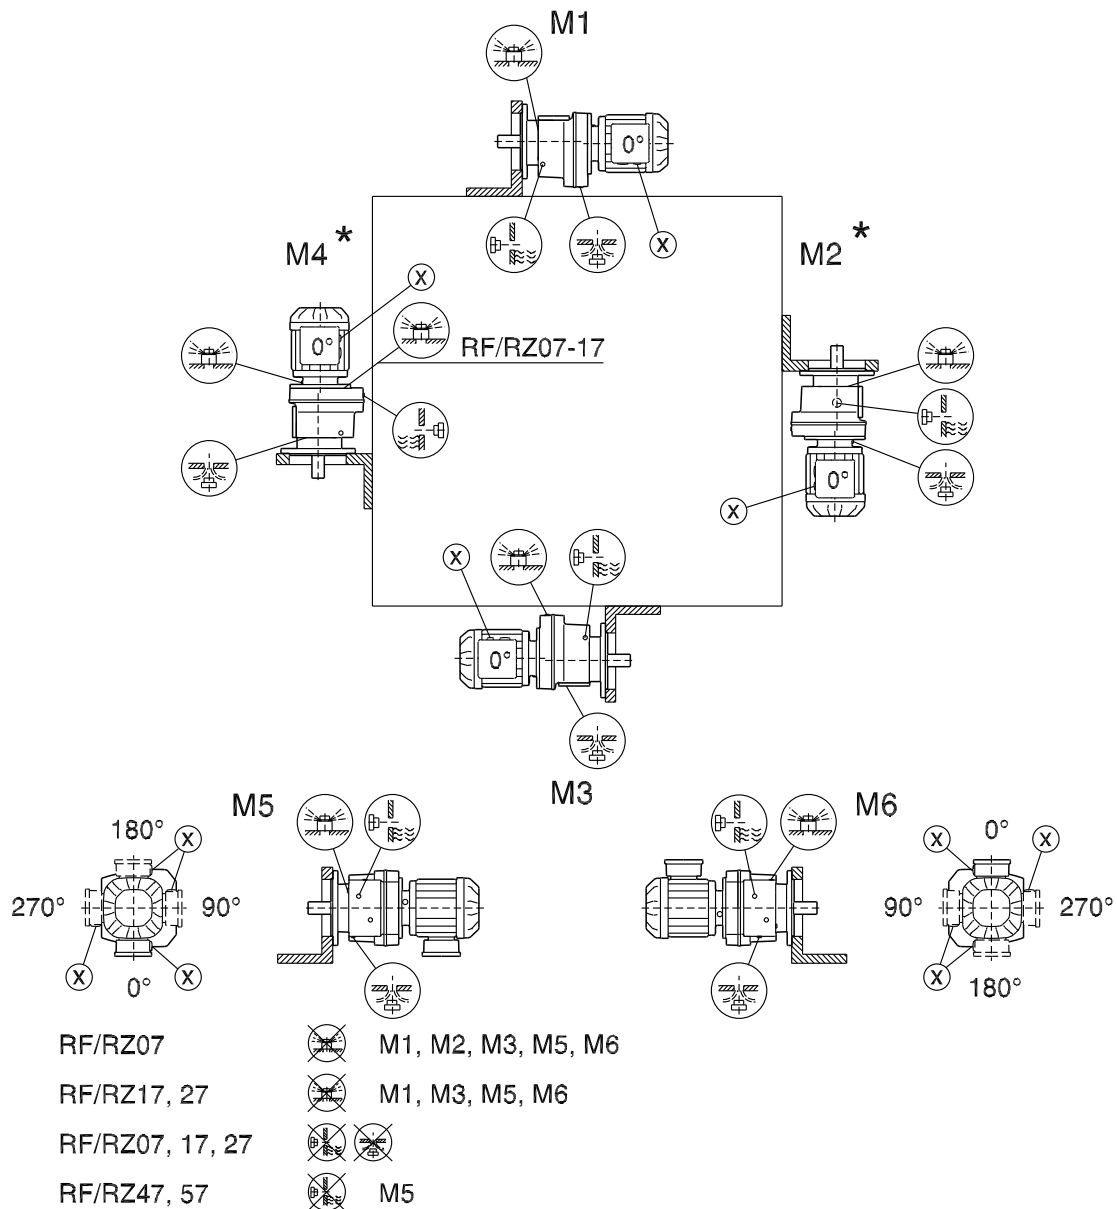 M1
0°
X
M4 *
M2 *
X
0°
RF/RZ07-17
0°
X
X
0°
M3
M5
M6
180°
X
270°
90°
X
0°
X
0°
X
X
90°
270°
X
180°
RF/RZ07 M1, M2, M3, M5, M6
RF/RZ17, 27 M1, M3, M5, M6
RF/RZ07, 17, 27
RF/RZ47, 57 M5